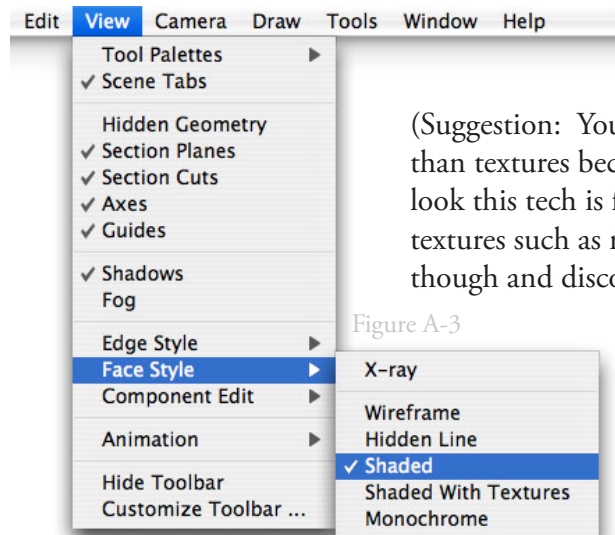 Edit View Camera Draw Tools Window Help
Tool Palettes
✓ Scene Tabs
Hidden Geometry
✓ Section Planes
✓ Section Cuts
✓ Axes
✓ Guides
✓ Shadows
Fog
Edge Style
Face Style
Component Edit
Animation
Hide Toolbar
Customize Toolbar ...
X-ray
Wireframe
Hidden Line
✓ Shaded
Shaded With Textures
Monochrome
(Suggestion: You
than textures bec
look this tech is
textures such as
though and disco
Figure A-3